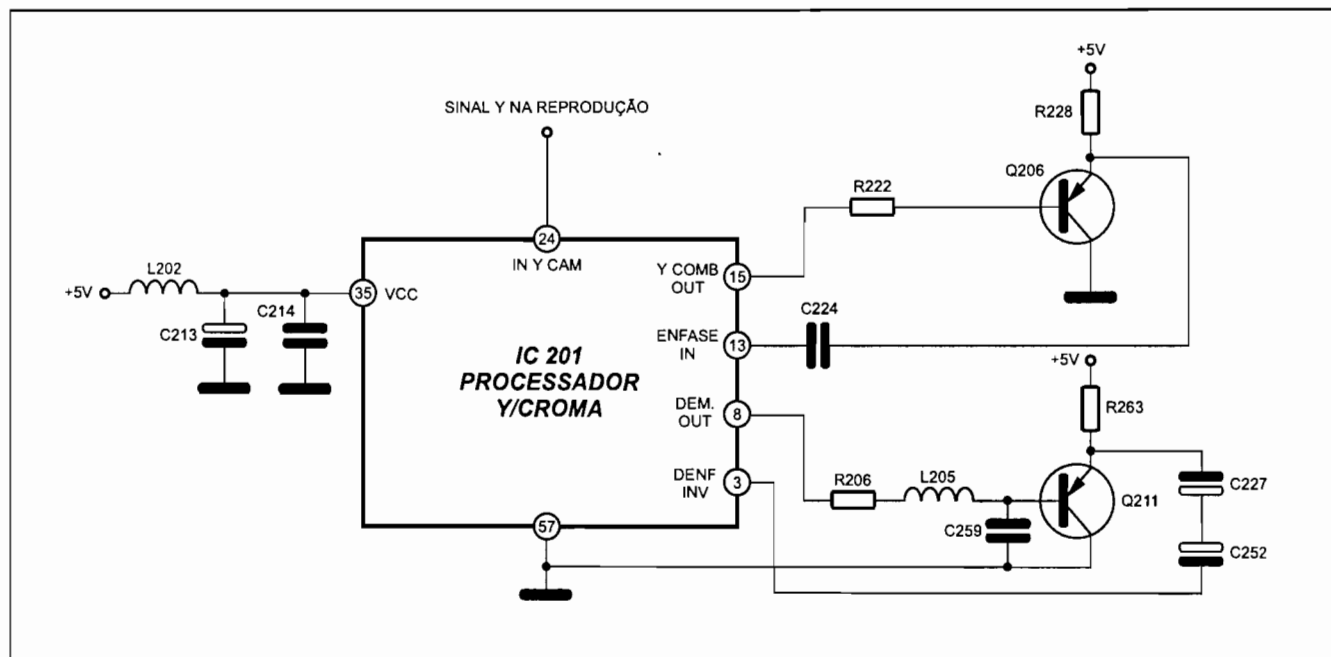 +5V
SINAL Y NA REPRODUÇÃO
R228
Q206
R222
24
IN Y CAM
L202
+5V
35
VCC
C213
C214
Y COMB
OUT
15
C224
ENFASE
IN
13
IC 201
PROCESSADOR
Y/CROMA
+5V
R263
DEM.
OUT
8
DENF
INV
3
R206
L205
C259
Q211
C227
C252
57